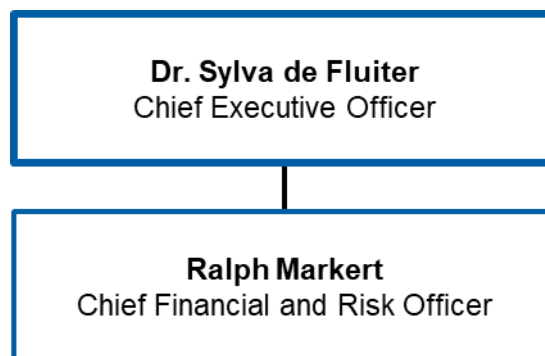 Dr. Sylva de Fluiter
Chief Executive Officer
Ralph Markert
Chief Financial and Risk Officer